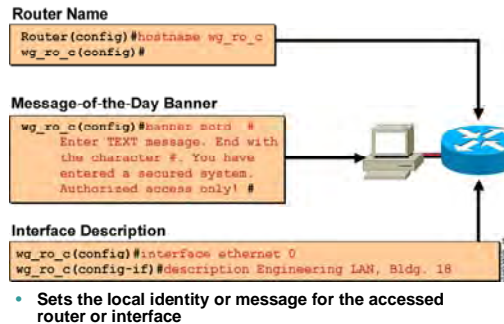 Router Name
Router(config)#hostname wg_ro_c
wg_ro_c(config)#
Message-of-the-Day Banner
wg_ro_c(config)#banner mord #
Enter TEXT message. End with
the character #. You have
entered a secured system.
Authorized access only! #
Interface Description
wg_ro_c(config)#interface ethernet 0
wg_ro_c(config-if)#description Engineering LAN, Bldg. 18
• Sets the local identity or message for the accessed
router or interface